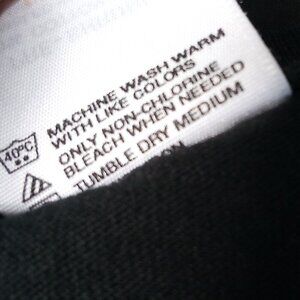 MACHINE WASH WARM
WITH LIKE COLORS
ONLY NON-CHLORINE
BLEACH WHEN NEEDED
TUMBLE DRY MEDIUM
40°C